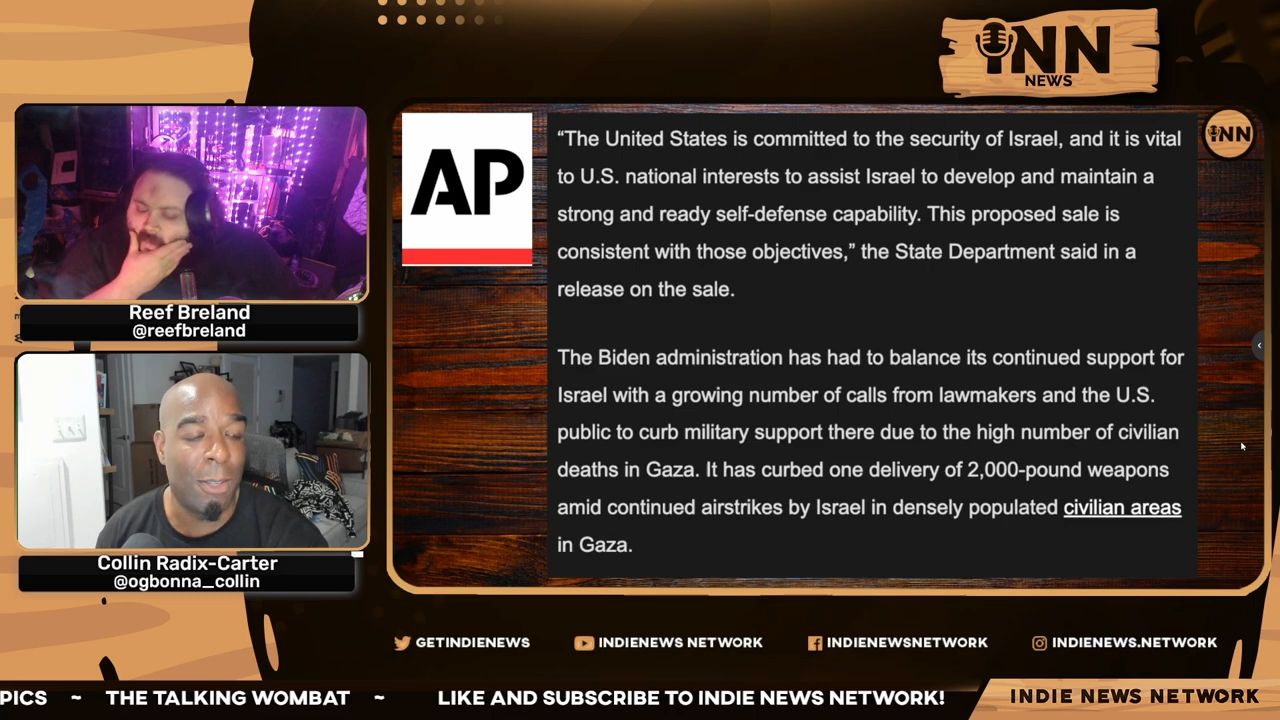 INN
NEWS
AP
INN
“The United States is committed to the security of Israel, and it is vital
to U.S. national interests to assist Israel to develop and maintain a
strong and ready self-defense capability. This proposed sale is
consistent with those objectives,” the State Department said in a
release on the sale.
The Biden administration has had to balance its continued support for
Israel with a growing number of calls from lawmakers and the U.S.
public to curb military support there due to the high number of civilian
deaths in Gaza. It has curbed one delivery of 2,000-pound weapons
amid continued airstrikes by Israel in densely populated civilian areas
in Gaza.
Reef Breland
@reefbreland
Collin Radix-Carter
@ogbonna_collin
GETINDIENEWS
INDIENEWS NETWORK
INDIENEWSNETWORK
INDIENEWS.NETWORK
PICS ~ THE TALKING WOMBAT ~ LIKE AND SUBSCRIBE TO INDIE NEWS NETWORK!
INDIE NEWS NETWORK